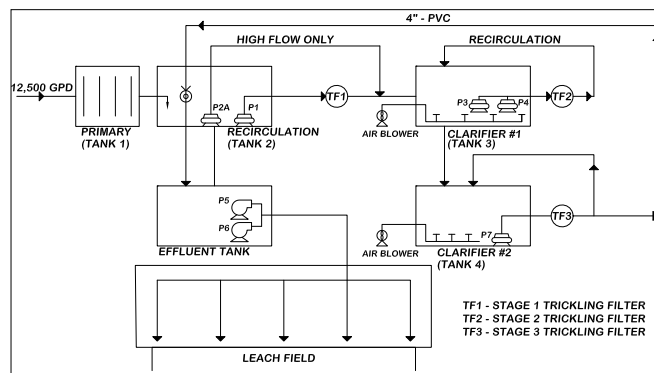 4" - PVC
HIGH FLOW ONLY
RECIRCULATION
12,500 GPD
P3
P4
TF1
TF2
P2A
P1
PRIMARY
(TANK 1)
RECIRCULATION
(TANK 2)
AIR BLOWER
CLARIFIER #1
(TANK 3)
P5
P6
TF3
P7
EFFLUENT TANK
AIR BLOWER
CLARIFIER #2
(TANK 4)
TF1 - STAGE 1 TRICKLING FILTER
TF2 - STAGE 2 TRICKLING FILTER
TF3 - STAGE 3 TRICKLING FILTER
LEACH FIELD